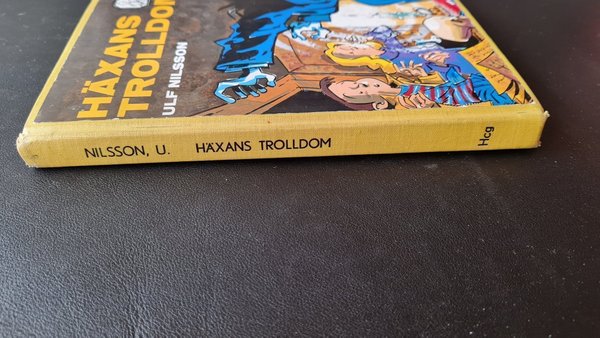 HÄXANS
TROLLDOM
ULF NILSSON
NILSSON, U. HÄXANS TROLLDOM
Hcg